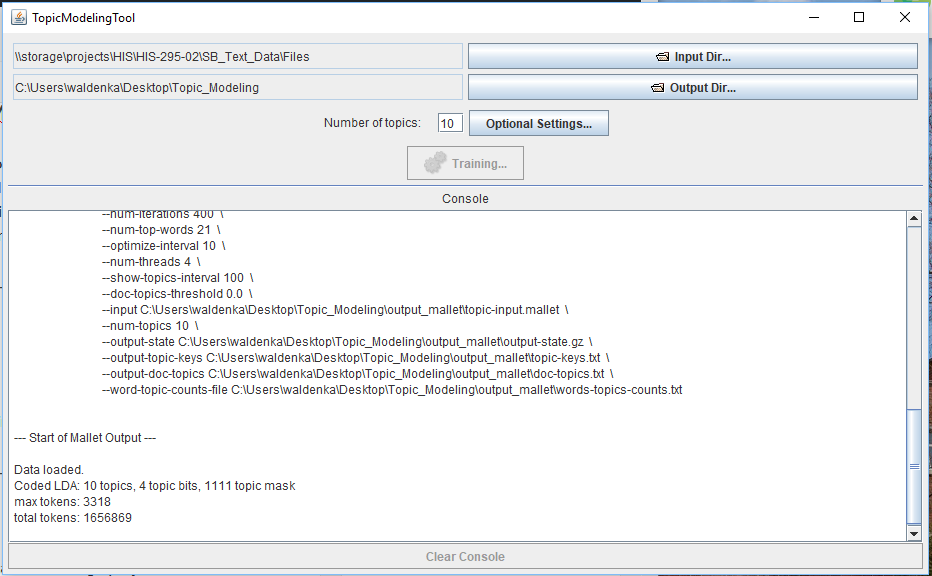 TopicModelingTool
\\storage\projects\HIS\HIS-295-02\SB_Text_Data\Files
Input Dir...
C:\Users\waldenka\Desktop\Topic_Modeling
Output Dir...
Number of topics: 10 Optional Settings...
Training...
Console
--num-iterations 400 \
--num-top-words 21 \
--optimize-interval 10 \
--num-threads 4 \
--show-topics-interval 100 \
--doc-topics-threshold 0.0 \
--input C:\Users\waldenka\Desktop\Topic_Modeling\output_mallet\topic-input.mallet \
--num-topics 10 \
--output-state C:\Users\waldenka\Desktop\Topic_Modeling\output_mallet\output-state.gz \
--output-topic-keys C:\Users\waldenka\Desktop\Topic_Modeling\output_mallet\topic-keys.txt \
--output-doc-topics C:\Users\waldenka\Desktop\Topic_Modeling\output_mallet\doc-topics.txt \
--word-topic-counts-file C:\Users\waldenka\Desktop\Topic_Modeling\output_mallet\words-topics-counts.txt
--- Start of Mallet Output ---
Data loaded.
Coded LDA: 10 topics, 4 topic bits, 1111 topic mask
max tokens: 3318
total tokens: 1656869
Clear Console